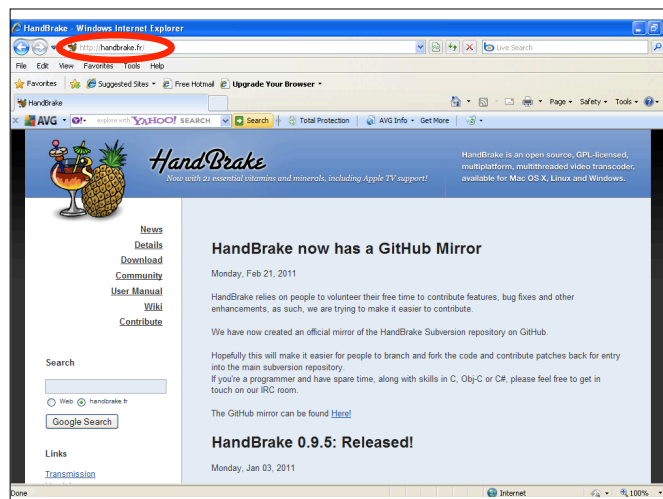 HandBrake - Windows Internet Explorer
http://handbrake.fr/
Live Search
File Edit View Favorites Tools Help
Favorites Suggested Sites Free Hotmail Upgrade Your Browser
HandBrake
Page Safety Tools
AVG explore with YAHOO! SEARCH Search Total Protection AVG Info Get More
HandBrake
Now with 21 essential vitamins and minerals, including Apple TV support!
HandBrake is an open source, GPL-licensed,
multiplatform, multithreaded video transcoder,
available for Mac OS X, Linux and Windows.
News
Details
Download
Community
User Manual
Wiki
Contribute
Search
Web handbrake.fr
Google Search
Links
Transmission
HandBrake now has a GitHub Mirror
Monday, Feb 21, 2011
HandBrake relies on people to volunteer their free time to contribute features, bug fixes and other
enhancements, as such, we are trying to make it easier to contribute.
We have now created an official mirror of the HandBrake Subversion repository on GitHub.
Hopefully this will make it easier for people to branch and fork the code and contribute patches back for entry
into the main subversion repository.
If you're a programmer and have spare time, along with skills in C, Obj-C or C#, please feel free to get in
touch on our IRC room.
The GitHub mirror can be found Here!
HandBrake 0.9.5: Released!
Monday, Jan 03, 2011
Done Internet 100%